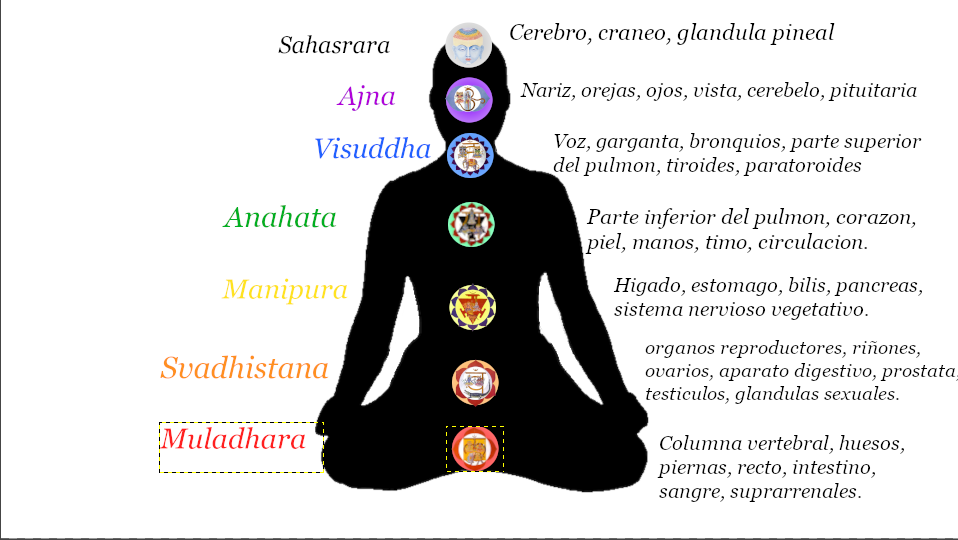 Sahasrara
Cerebro, craneo, glandula pineal
Ajna
Nariz, orejas, ojos, vista, cerebelo, pituitaria
Visuddha
Voz, garganta, bronquios, parte superior
del pulmon, tiroides, paratoroides
Anahata
Parte inferior del pulmon, corazon,
piel, manos, timo, circulacion.
Manipura
Higado, estomago, bilis, pancreas,
sistema nervioso vegetativo.
Svadhistana
organos reproductores, riñones,
ovarios, aparato digestivo, prostata,
testiculos, glandulas sexuales.
Muladhara
Columna vertebral, huesos,
piernas, recto, intestino,
sangre, suprarrenales.